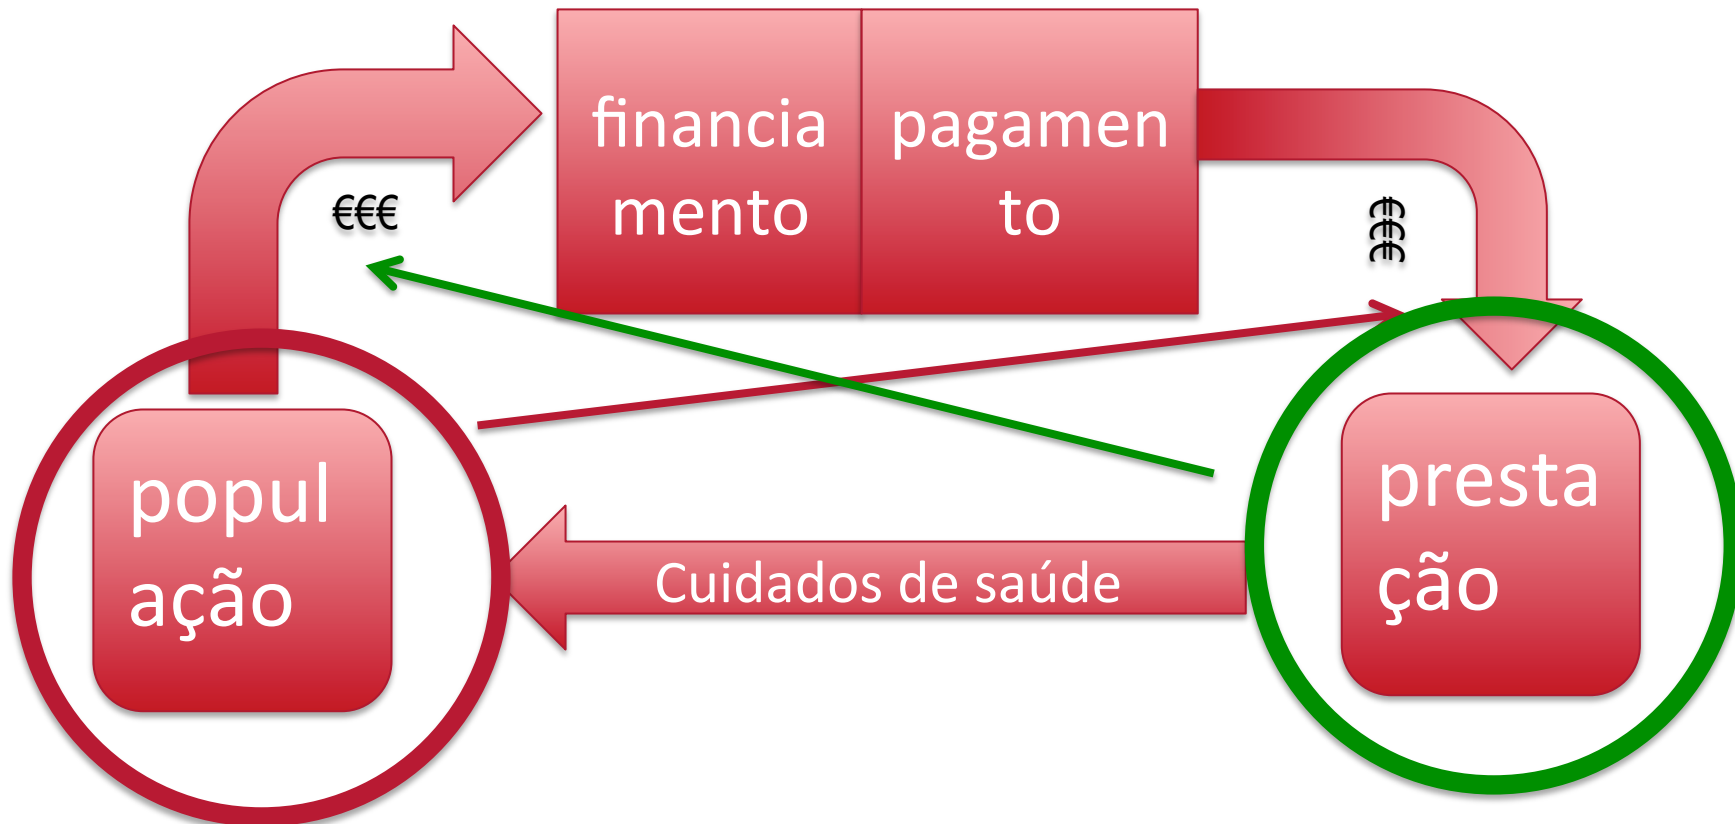 financia
mento
pagamen
to
€€€
€€€
popul
ação
Cuidados de saúde
presta
ção